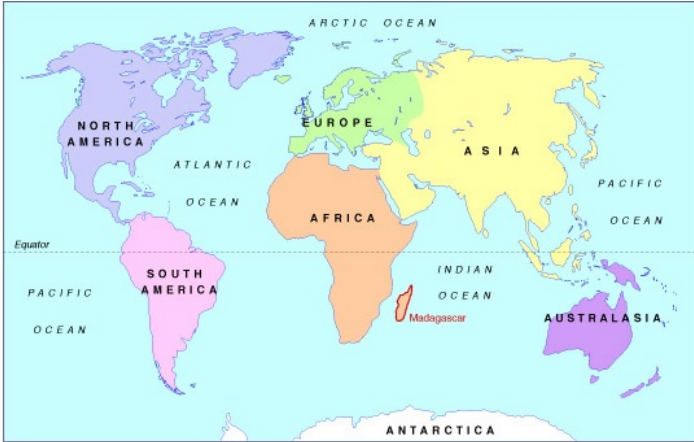 ARCTIC OCEAN
NORTH
AMERICA
EUROPE
ASIA
ATLANTIC
OCEAN
PACIFIC
OCEAN
AFRICA
Equator
SOUTH
AMERICA
INDIAN
OCEAN
PACIFIC
OCEAN
Madagascar
AUSTRALASIA
ANTARCTICA